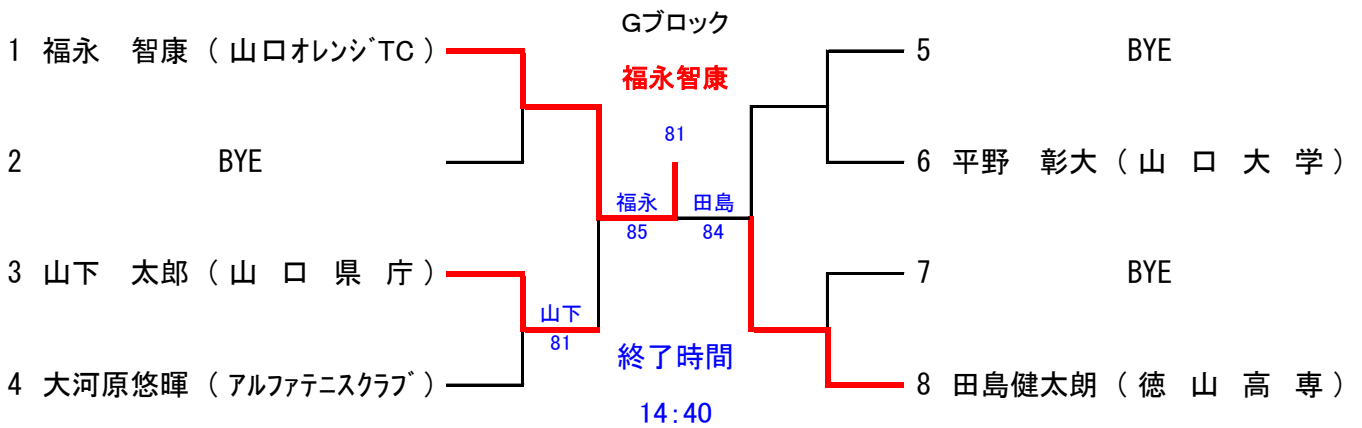 Gブロック
福永智康
81
1 福永 智康 ( 山口オレンジTC )
2 BYE
3 山下 太郎 ( 山 口 県 庁 )
4 大河原悠暉 ( アルファテニスクラブ )
山下
81
福永
85
田島
84
5 BYE
6 平野 彰大 ( 山 口 大 学 )
7 BYE
8 田島健太朗 ( 徳 山 高 専 )
終了時間
14:40